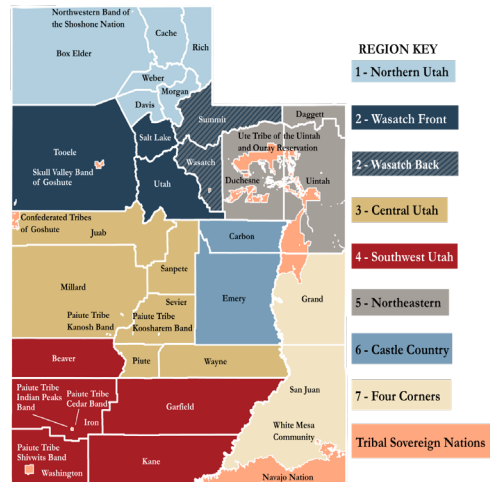 Northwestern Band of
the Shoshone Nation
Box Elder
Cache
Rich
Weber
Morgan
Davis
Summit
Daggett
Salt Lake
Tooele
Skull Valley Band
of Goshute
Ute Tribe of the Uintah
and Ouray Reservation
Wasatch
Duchesne
Uintah
Utah
Confederated Tribes
of Goshute
Juab
Carbon
Sanpete
Millard
Sevier
Emery
Grand
Paiute Tribe
Kanosh Band
Paiute Tribe
Koosharem Band
Beaver
Piute
Wayne
Paiute Tribe
Indian Peaks
Band
Paiute Tribe
Cedar Band
Iron
Garfield
San Juan
White Mesa
Community
Paiute Tribe
Shivwits Band
Washington
Kane
Navajo Nation
REGION KEY
1 - Northern Utah
2 - Wasatch Front
2 - Wasatch Back
3 - Central Utah
4 - Southwest Utah
5 - Northeastern
6 - Castle Country
7 - Four Corners
Tribal Sovereign Nations